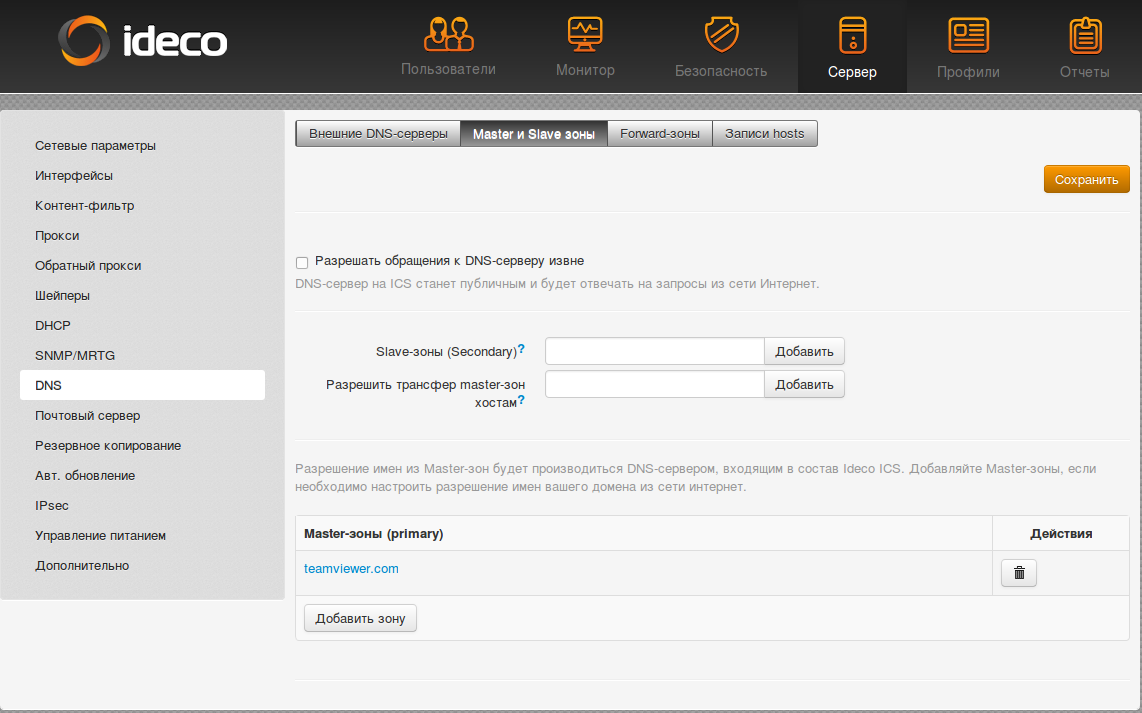 ideco
Пользователи
Монитор
Безопасность
Сервер
Профили
Отчеты
Сетевые параметры
Интерфейсы
Контент-фильтр
Прокси
Обратный прокси
Шейперы
DHCP
SNMP/MRTG
DNS
Почтовый сервер
Резервное копирование
Авт. обновление
IPsec
Управление питанием
Дополнительно
Внешние DNS-серверы
Master и Slave зоны
Forward-зоны
Записи hosts
Сохранить
Разрешать обращения к DNS-серверу извне
DNS-сервер на ICS станет публичным и будет отвечать на запросы из сети Интернет.
Slave-зоны (Secondary)?
Добавить
Разрешить трансфер master-зон
хостам?
Добавить
Разрешение имен из Master-зон будет производиться DNS-сервером, входящим в состав Ideco ICS. Добавляйте Master-зоны, если
необходимо настроить разрешение имен вашего домена из сети интернет.
Master-зоны (primary)
Действия
teamviewer.com
Добавить зону